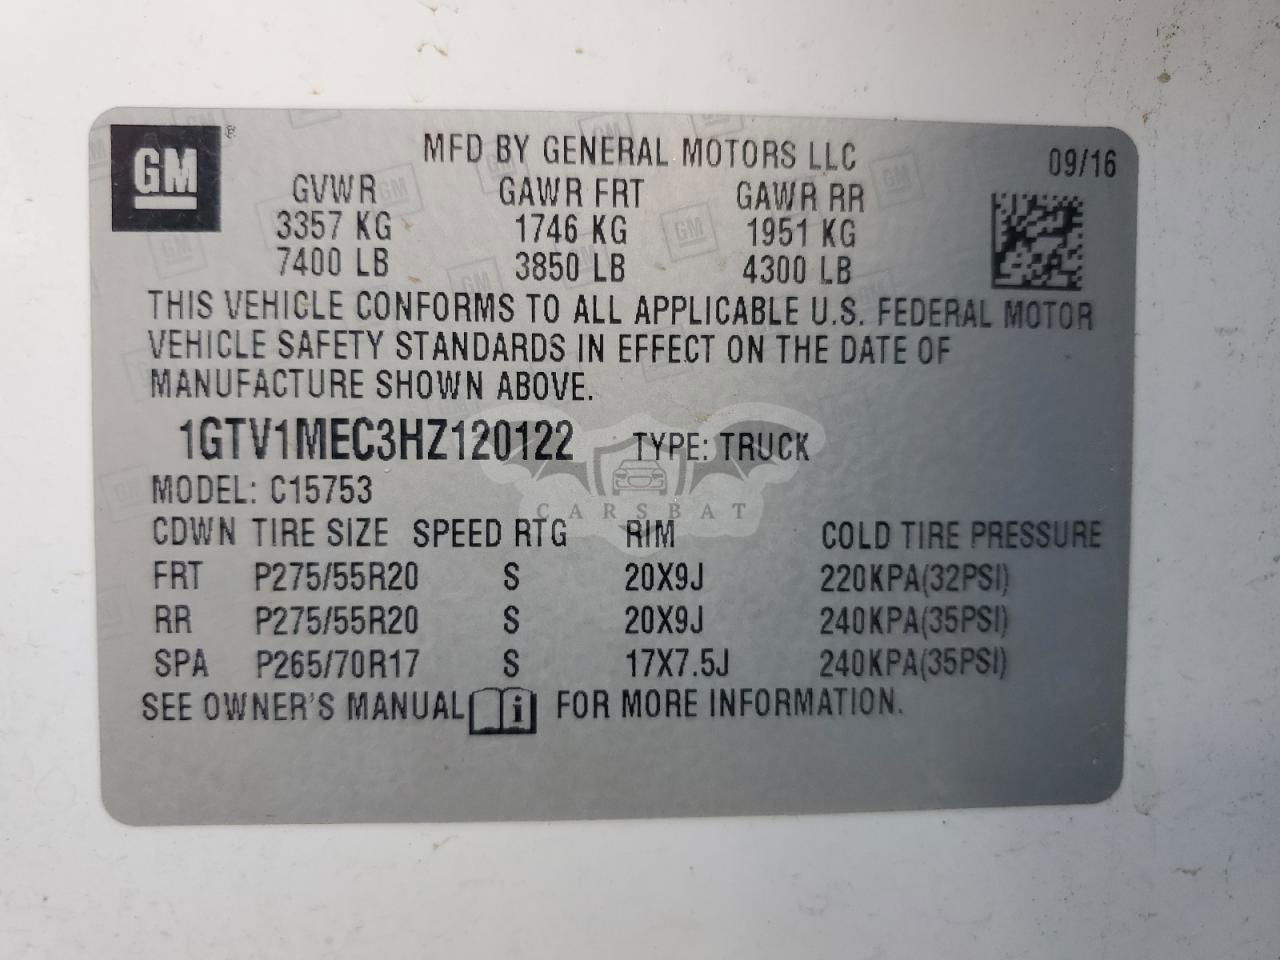 GM ®
MFD BY GENERAL MOTORS LLC 09/16
GVWR GAWR FRT GAWR RR
3357 KG 1746 KG 1951 KG
7400 LB 3850 LB 4300 LB
THIS VEHICLE CONFORMS TO ALL APPLICABLE U.S. FEDERAL MOTOR
VEHICLE SAFETY STANDARDS IN EFFECT ON THE DATE OF
MANUFACTURE SHOWN ABOVE.
1GTV1MEC3HZ120122 TYPE: TRUCK
MODEL: C15753
CARSBAT
CDWN TIRE SIZE SPEED RTG RIM COLD TIRE PRESSURE
FRT P275/55R20 S 20X9J 220KPA(32PSI)
RR P275/55R20 S 20X9J 240KPA(35PSI)
SPA P265/70R17 S 17X7.5J 240KPA(35PSI)
SEE OWNER'S MANUAL i FOR MORE INFORMATION.